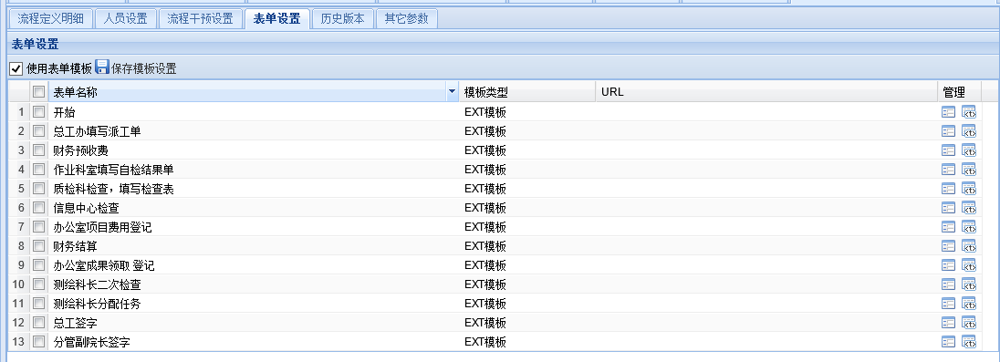 流程定义明细 人员设置 流程干预设置 表单设置 历史版本 其它参数
表单设置
使用表单模板 保存模板设置
表单名称 模板类型 URL 管理
1 开始 EXT模板
2 总工办填写派工单 EXT模板
3 财务预收费 EXT模板
4 作业科室填写自检结果单 EXT模板
5 质检科检查，填写检查表 EXT模板
6 信息中心检查 EXT模板
7 办公室项目费用登记 EXT模板
8 财务结算 EXT模板
9 办公室成果领取 登记 EXT模板
10 测绘科长二次检查 EXT模板
11 测绘科长分配任务 EXT模板
12 总工签字 EXT模板
13 分管副院长签字 EXT模板